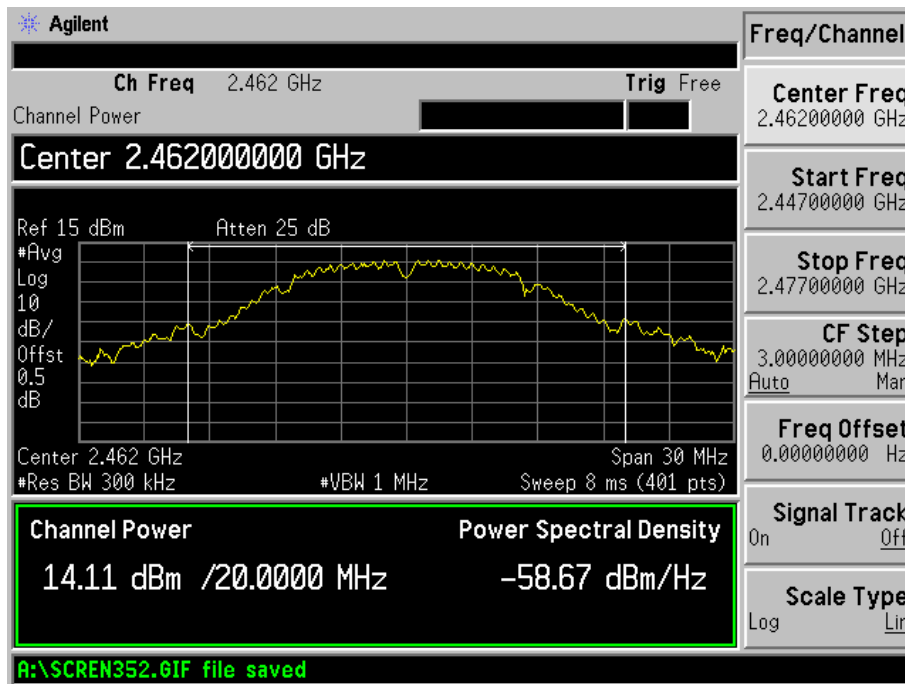 Agilent
Freq/Channel
Ch Freq 2.462 GHz Trig Free
Channel Power
Center 2.462000000 GHz
Ref 15 dBm Atten 25 dB
#Avg
Log
10
dB/
Offst
0.5
dB
Center 2.462 GHz Span 30 MHz
#Res BW 300 kHz #VBW 1 MHz Sweep 8 ms (401 pts)
Channel Power Power Spectral Density
14.11 dBm /20.0000 MHz -58.67 dBm/Hz
A:\SCREN352.GIF file saved
Center Freq
2.46200000 GHz
Start Freq
2.44700000 GHz
Stop Freq
2.47700000 GHz
CF Step
3.00000000 MHz
Auto Man
Freq Offset
0.00000000 Hz
Signal Track
On Off
Scale Type
Log Lin